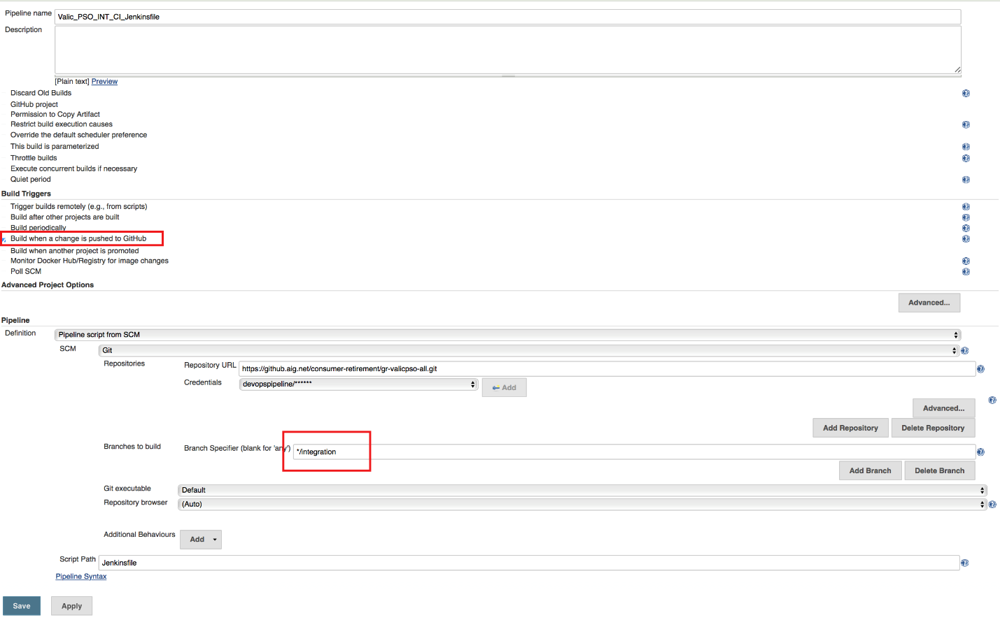 Pipeline name Valic_PSO_INT_CI_Jenkinsfile
Description
[Plain text] Preview
Discard Old Builds
GitHub project
Permission to Copy Artifact
Restrict build execution causes
Override the default scheduler preference
This build is parameterized
Throttle builds
Execute concurrent builds if necessary
Quiet period
Build Triggers
Trigger builds remotely (e.g., from scripts)
Build after other projects are built
Build periodically
Build when a change is pushed to GitHub
Build when another project is promoted
Monitor Docker Hub/Registry for image changes
Poll SCM
Advanced Project Options
Advanced...
Pipeline
Definition Pipeline script from SCM
SCM Git
Repositories Repository URL https://github.aig.net/consumer-retirement/gr-valicpso-all.git
Credentials devopspipeline/****** Add
Advanced...
Add Repository Delete Repository
Branches to build Branch Specifier (blank for 'any') */integration
Add Branch Delete Branch
Git executable Default
Repository browser (Auto)
Additional Behaviours Add
Script Path Jenkinsfile
Pipeline Syntax
Save Apply